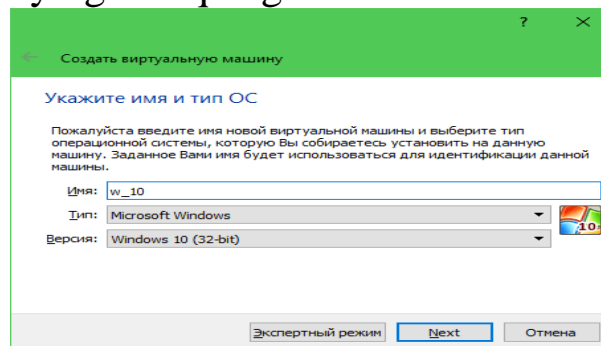 ?
Создать виртуальную машину
Укажите имя и тип ОС
Пожалуйста введите имя новой виртуальной машины и выберите тип
операционной системы, которую Вы собираетесь установить на данную
машину. Заданное Вами имя будет использоваться для идентификации данной
машины.
Имя: w_10
Тип: Microsoft Windows
10
Версия: Windows 10 (32-bit)
Экспертный режим Next Отмена